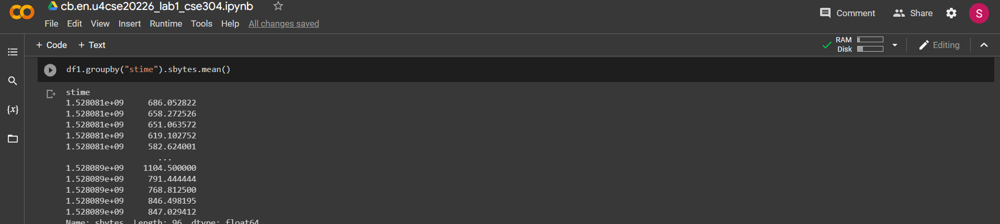 cb.en.u4cse20226_lab1_cse304.ipynb
File Edit View Insert Runtime Tools Help All changes saved
Comment Share S
+ Code + Text
RAM
Disk
Editing
df1.groupby("stime").sbytes.mean()
{x}
stime
1.528081e+09 686.052822
1.528081e+09 658.272526
1.528081e+09 651.063572
1.528081e+09 619.102752
1.528081e+09 582.624001
...
1.528089e+09 1104.500000
1.528089e+09 791.444444
1.528089e+09 768.812500
1.528089e+09 846.498195
1.528089e+09 847.029412
Name: sbytes, Length: 96, dtype: float64